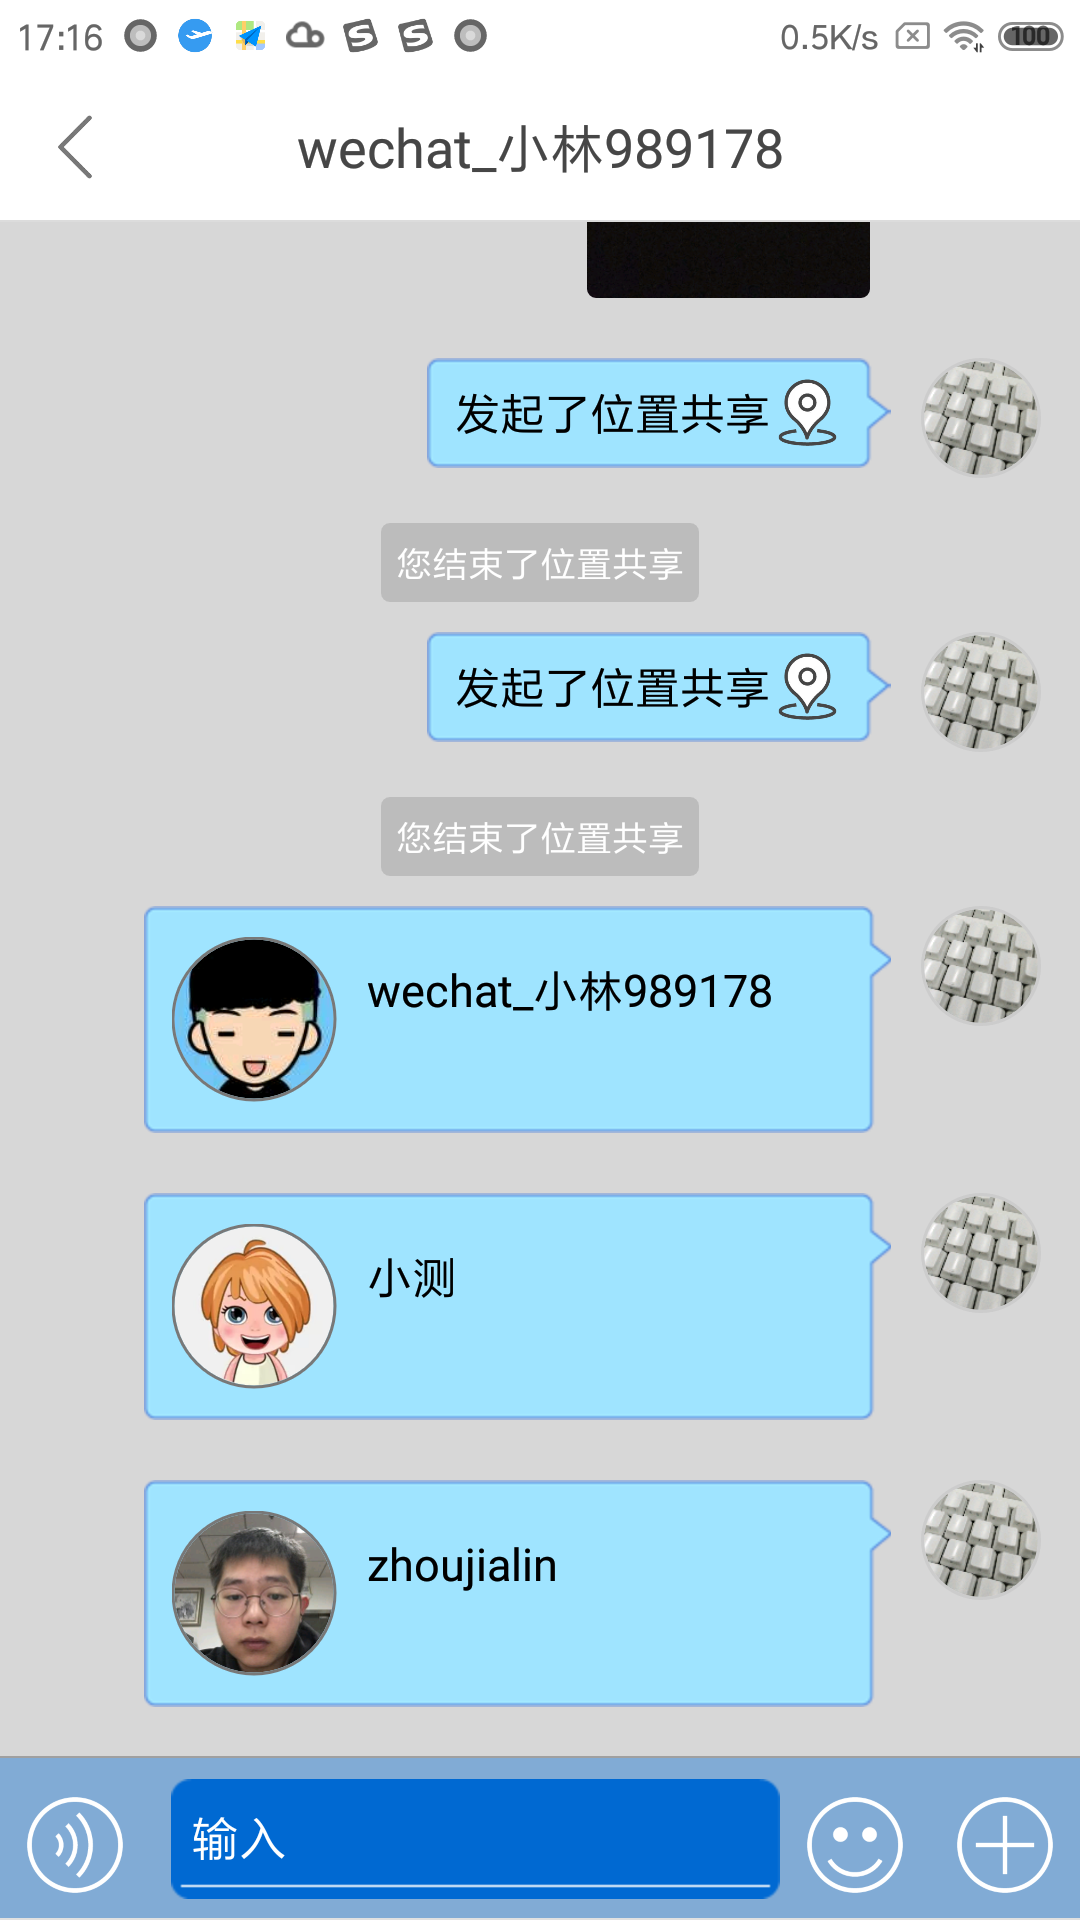 17:16
0.5K/s
100
wechat_小林989178
发起了位置共享
您结束了位置共享
发起了位置共享
您结束了位置共享
wechat_小林989178
小测
zhoujialin
输入